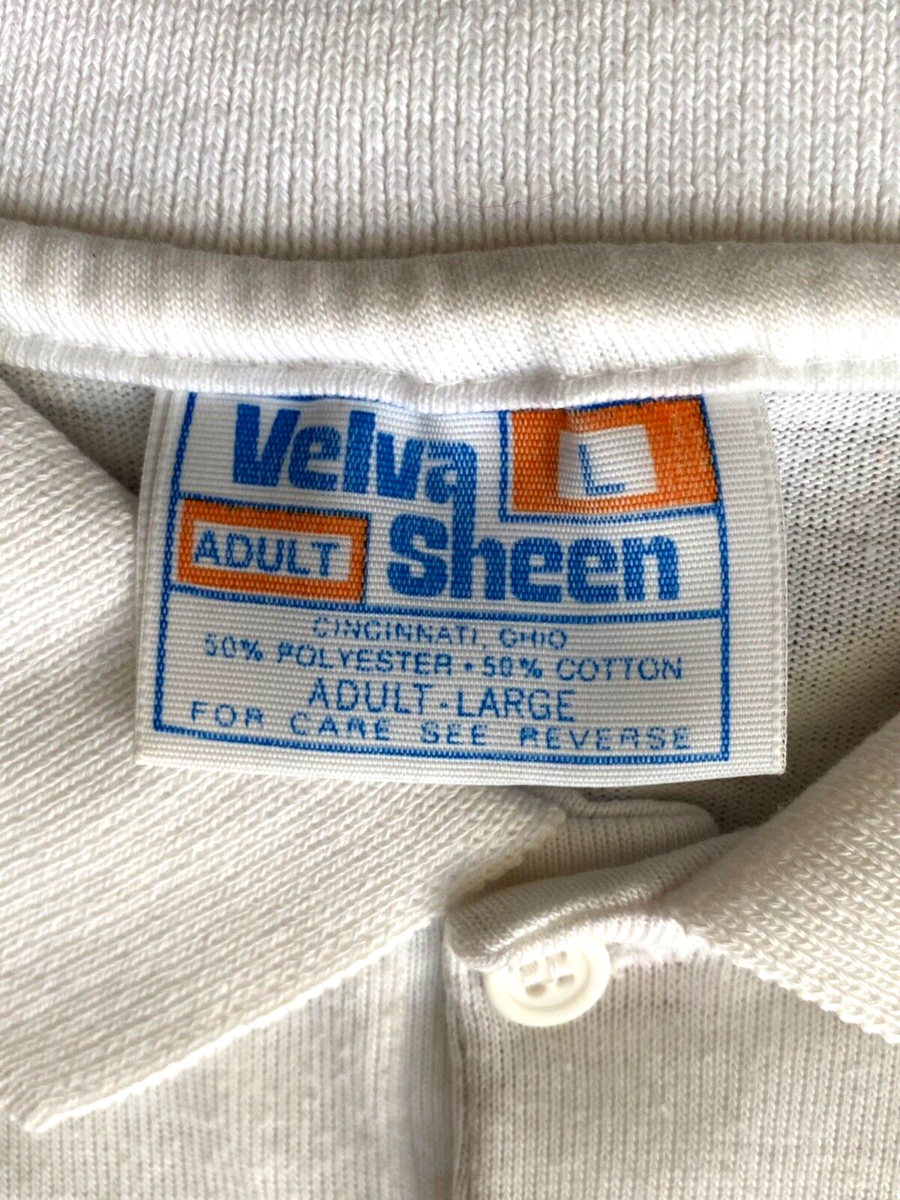 Velva
L
ADULT
Sheen
CINCINNATI, OHIO
50% POLYESTER • 50% COTTON
ADULT-LARGE
FOR CARE SEE REVERSE